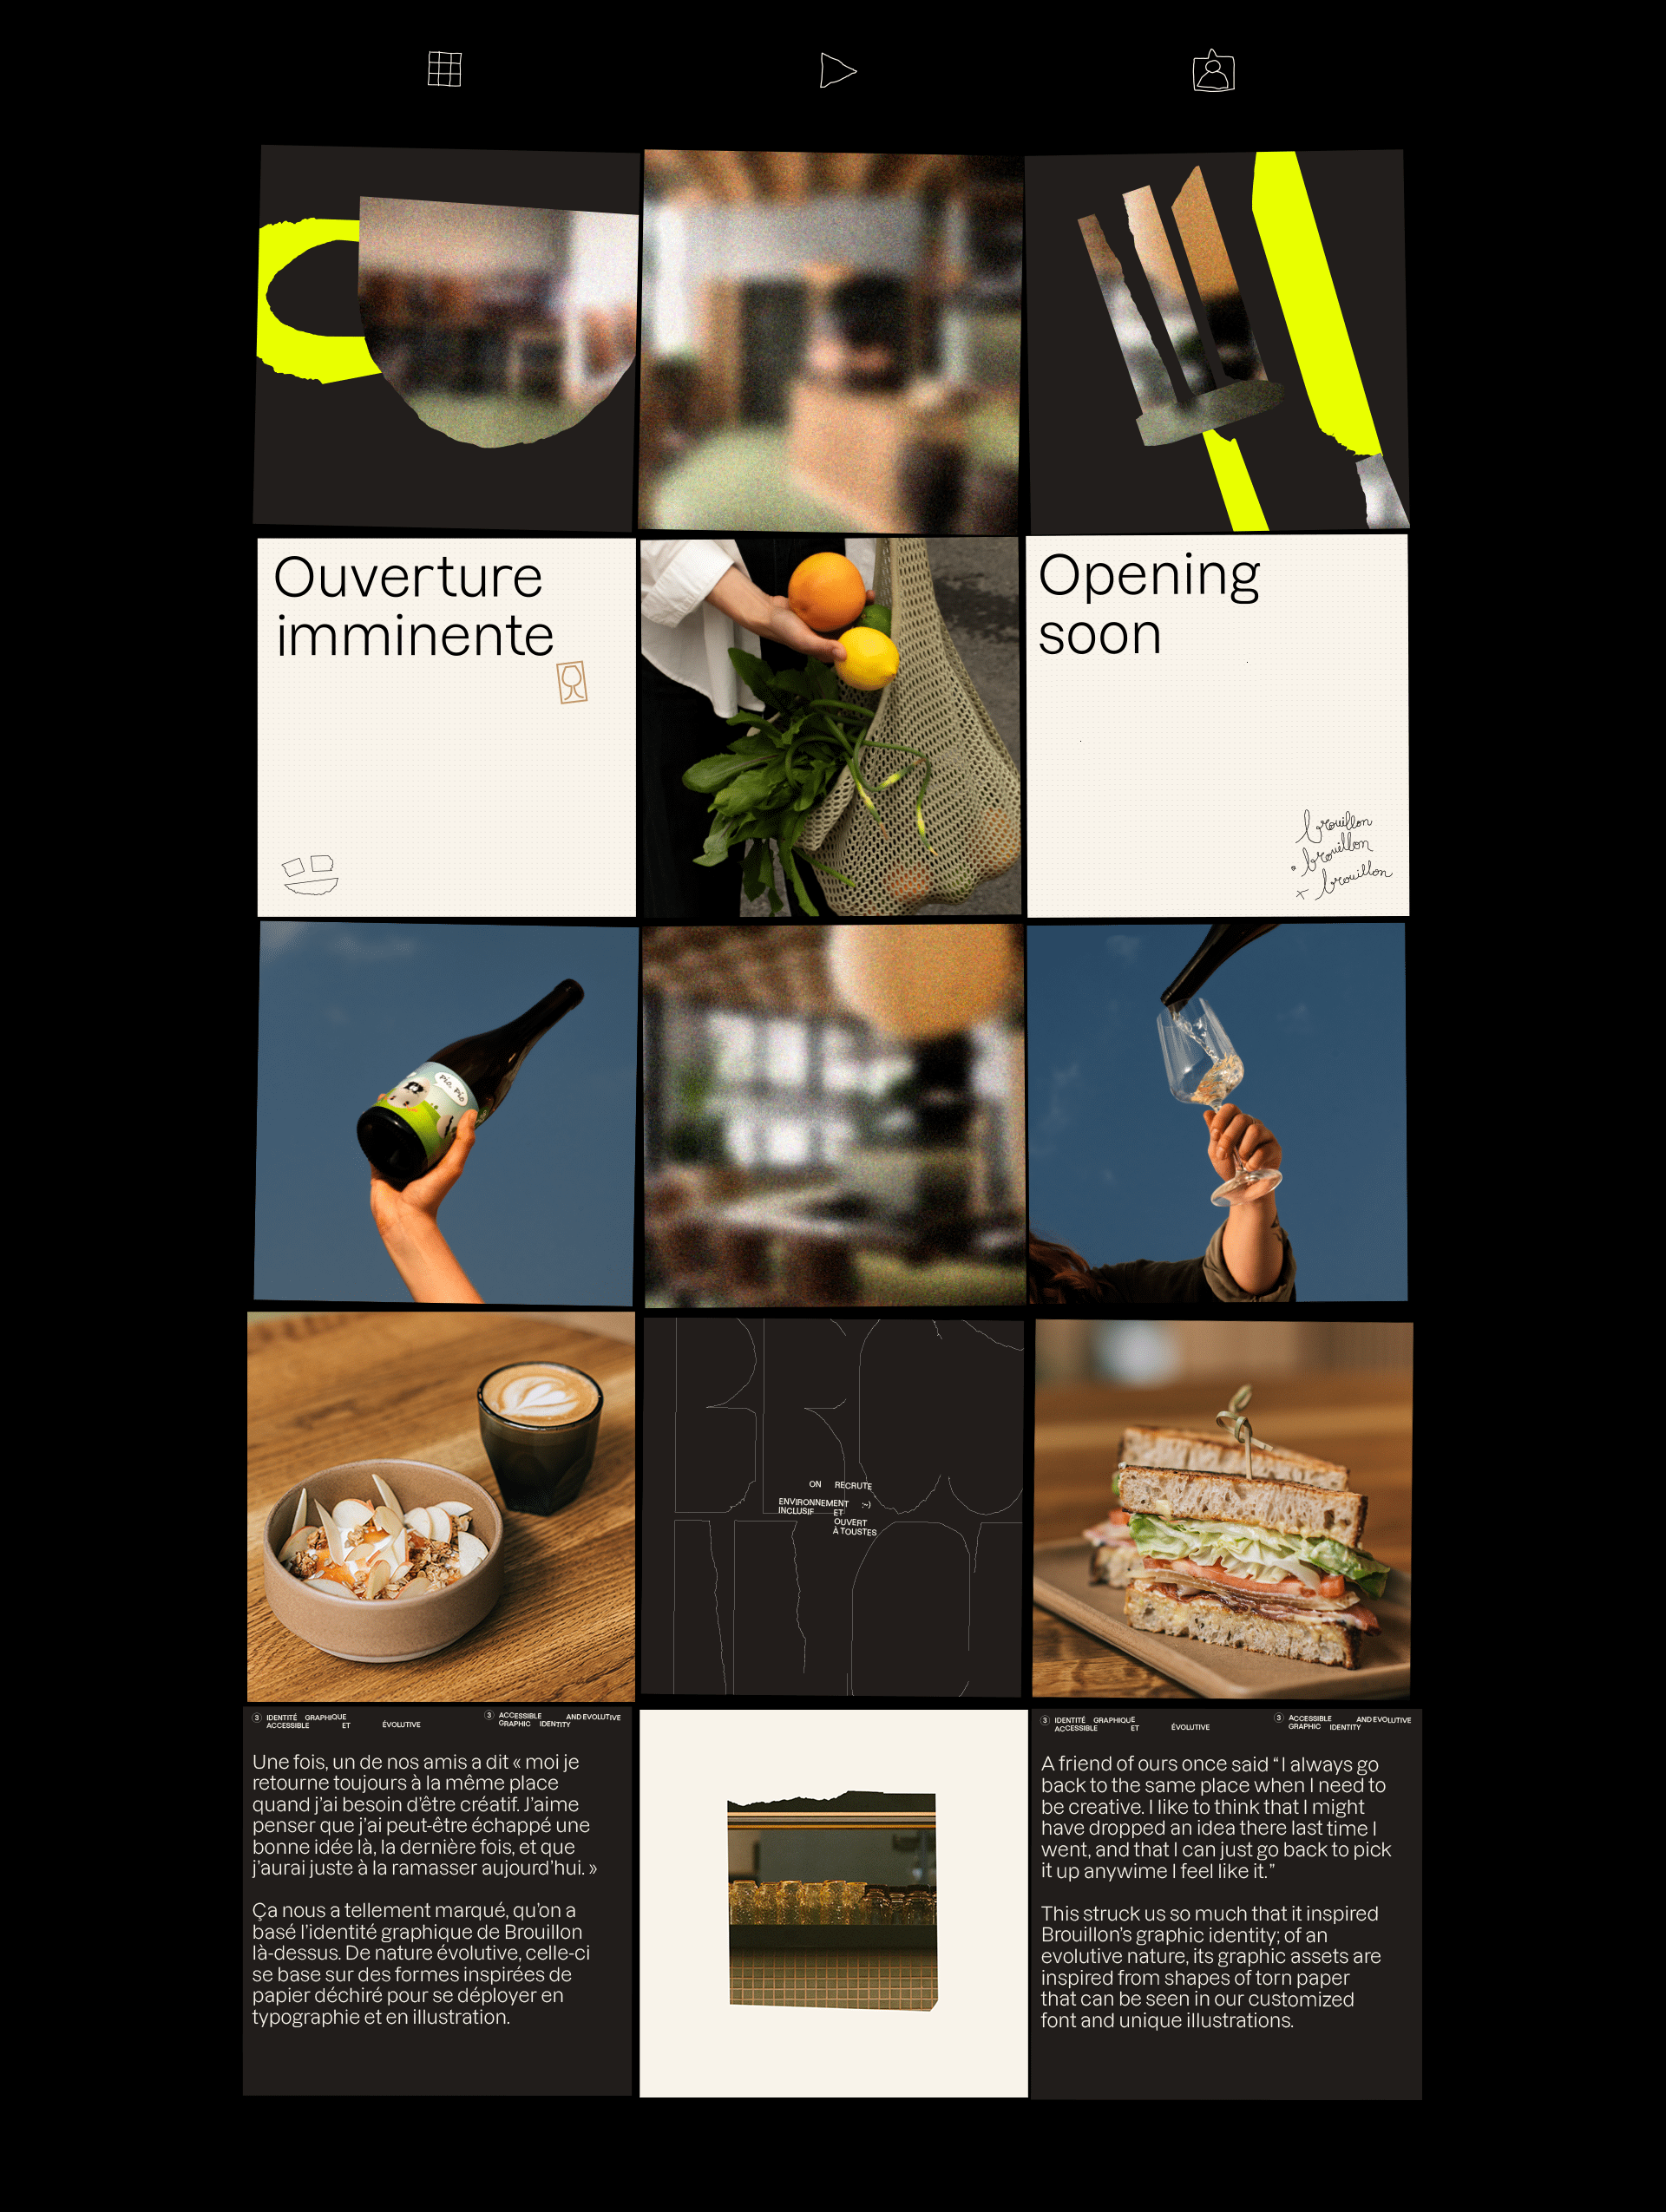 Ouverture
imminente
Opening
soon
brouillon
brouillon
brouillon
pio, pio
ON RECRUTE
ENVIRONNEMENT :-)
INCLUSIF ET
OUVERT
À TOUSTES
3 IDENTITÉ GRAPHIQUE
ACCESSIBLE ET ÉVOLUTIVE
3 ACCESSIBLE AND EVOLUTIVE
GRAPHIC IDENTITY
Une fois, un de nos amis a dit « moi je
retourne toujours à la même place
quand j'ai besoin d'être créatif. J'aime
penser que j'ai peut-être échappé une
bonne idée là, la dernière fois, et que
j'aurai juste à la ramasser aujourd'hui. »
Ça nous a tellement marqué, qu'on a
basé l'identité graphique de Brouillon
là-dessus. De nature évolutive, celle-ci
se base sur des formes inspirées de
papier déchiré pour se déployer en
typographie et en illustration.
3 IDENTITÉ GRAPHIQUE
ACCESSIBLE ET ÉVOLUTIVE
3 ACCESSIBLE AND EVOLUTIVE
GRAPHIC IDENTITY
A friend of ours once said “I always go
back to the same place when I need to
be creative. I like to think that I might
have dropped an idea there last time I
went, and that I can just go back to pick
it up anywime I feel like it.”
This struck us so much that it inspired
Brouillon's graphic identity; of an
evolutive nature, its graphic assets are
inspired from shapes of torn paper
that can be seen in our customized
font and unique illustrations.